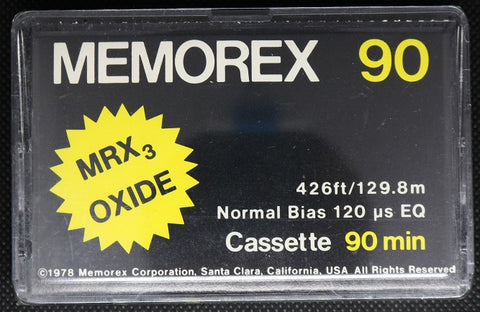 MEMOREX 90
MRX3
OXIDE
426ft/129.8m
Normal Bias 120 µs EQ
Cassette 90 min
©1978 Memorex Corporation, Santa Clara, California, USA All Rights Reserved